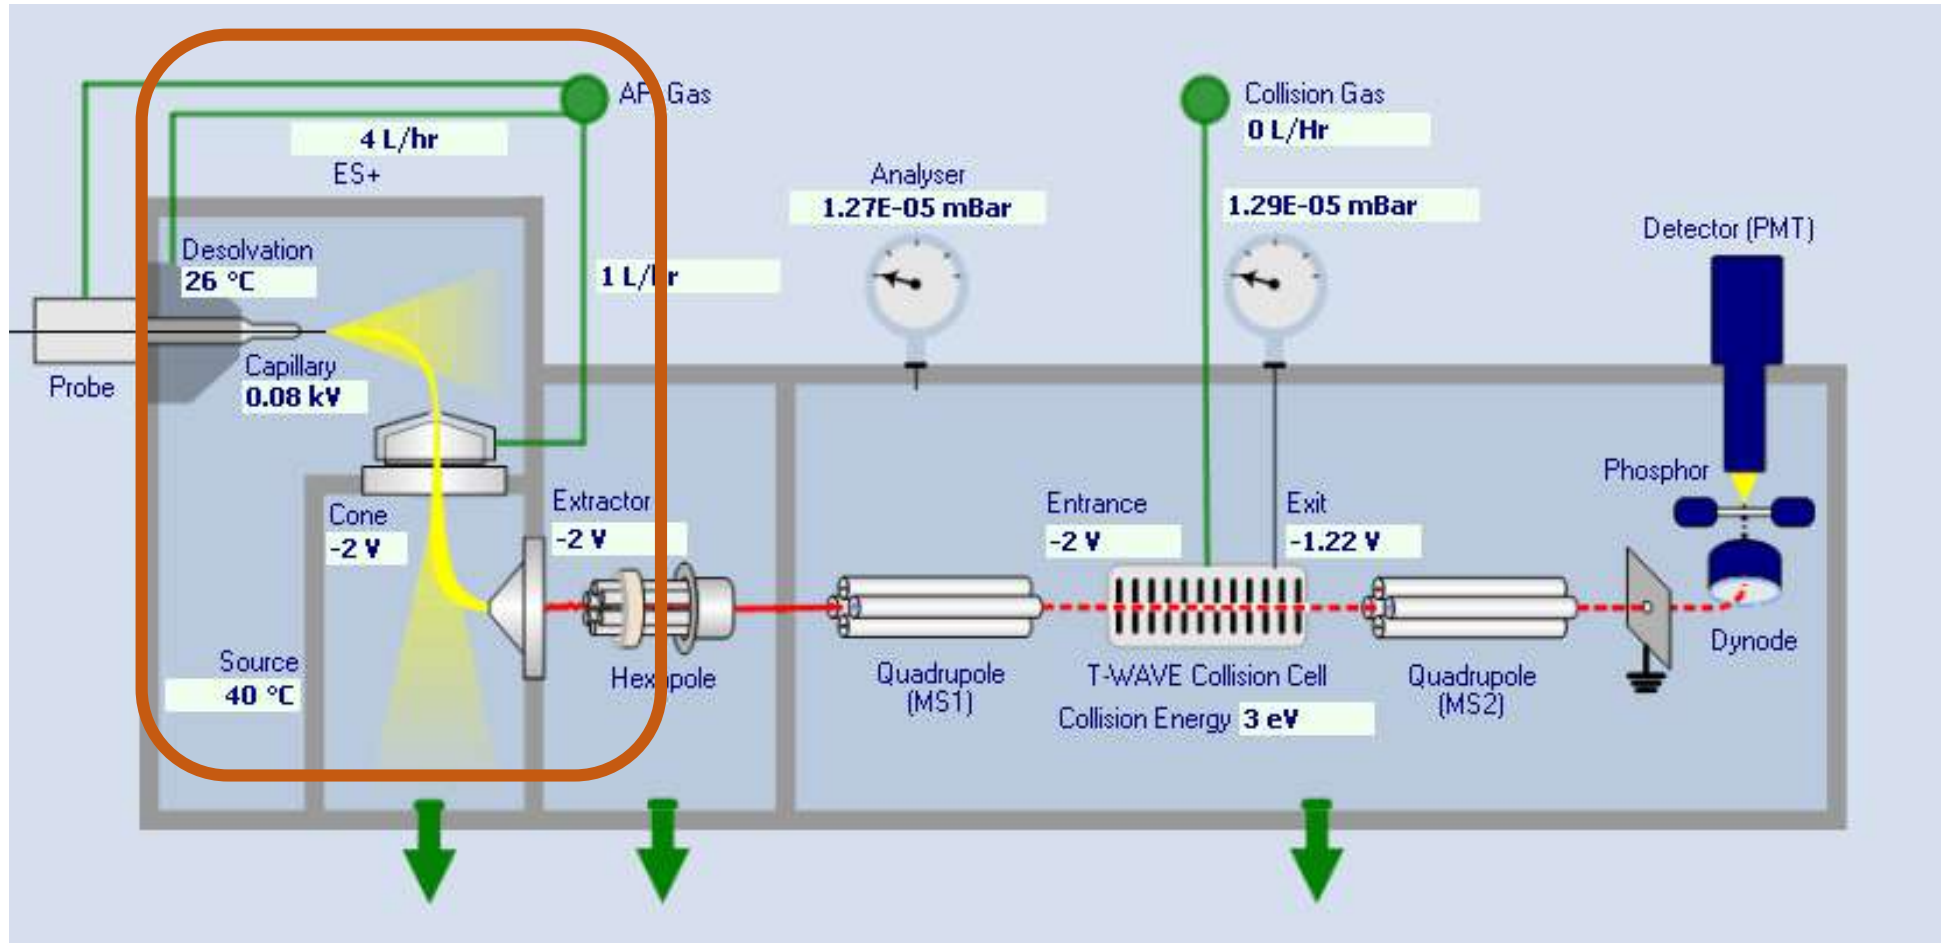 API Gas
4 L/hr
ES+
Desolvation
26 °C
1 L/hr
Probe
Capillary
0.08 kV
Cone
-2 V
Extractor
-2 V
Source
40 °C
Hexapole
Analyser
1.27E-05 mBar
Collision Gas
0 L/Hr
1.29E-05 mBar
Detector (PMT)
Phosphor
Entrance
-2 V
Exit
-1.22 V
Dynode
Quadrupole
(MS1)
T-WAVE Collision Cell
Collision Energy 3 eV
Quadrupole
(MS2)